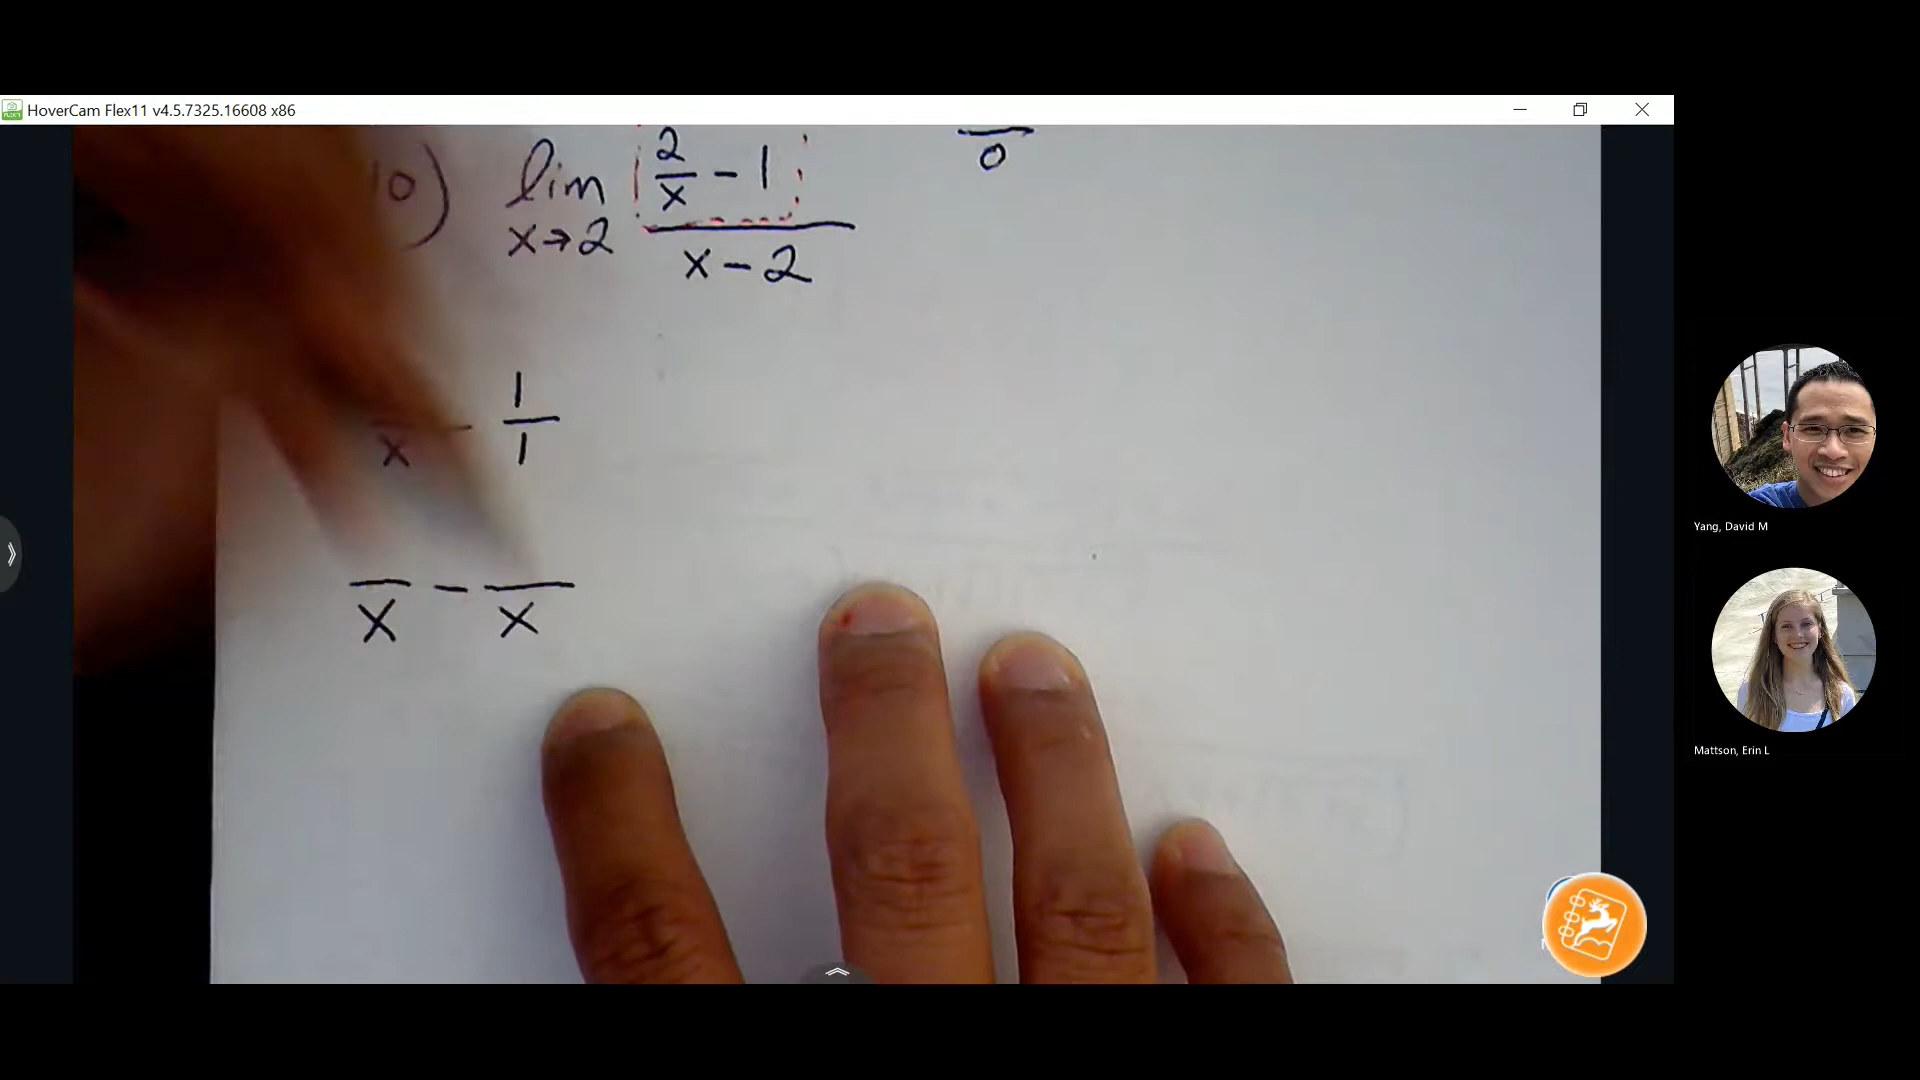 HoverCam Flex11 v4.5.7325.16608 x86
10) lim x→2 (2/x - 1)/(x - 2)
0
x - 1/1
x - x
Yang, David M
Mattson, Erin L